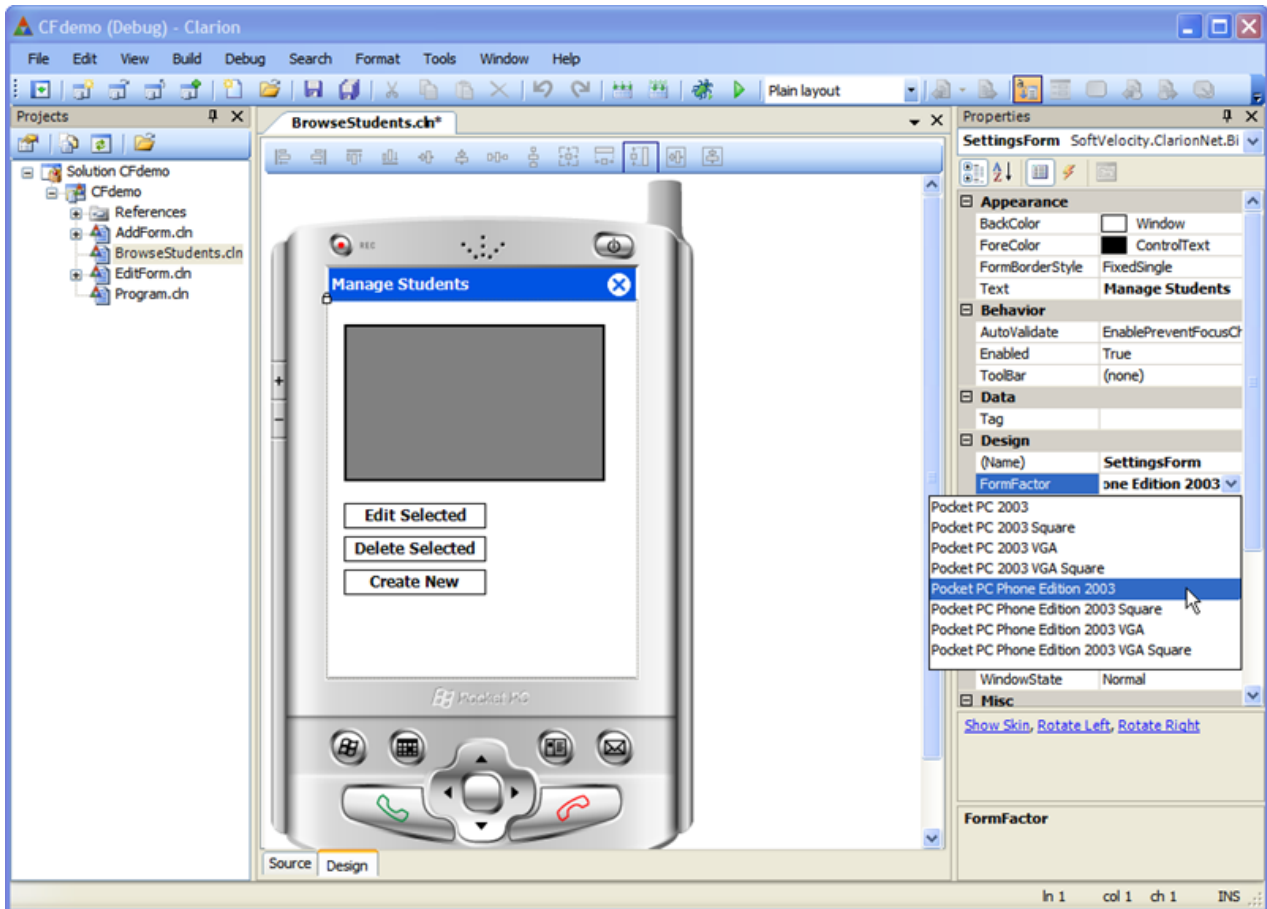 CFdemo (Debug) - Clarion
File Edit View Build Debug Search Format Tools Window Help
Plain layout
Projects
Solution CFdemo
CFdemo
References
AddForm.cln
BrowseStudents.cln
EditForm.cln
Program.cln
BrowseStudents.cln*
REC
Manage Students
Edit Selected
Delete Selected
Create New
Pocket PC
Source Design
Properties
SettingsForm SoftVelocity.ClarionNet.Bi
Appearance
BackColor Window
ForeColor ControlText
FormBorderStyle FixedSingle
Text Manage Students
Behavior
AutoValidate EnablePreventFocusCh
Enabled True
ToolBar (none)
Data
Tag
Design
(Name) SettingsForm
FormFactor one Edition 2003
Pocket PC 2003
Pocket PC 2003 Square
Pocket PC 2003 VGA
Pocket PC 2003 VGA Square
Pocket PC Phone Edition 2003
Pocket PC Phone Edition 2003 Square
Pocket PC Phone Edition 2003 VGA
Pocket PC Phone Edition 2003 VGA Square
WindowState Normal
Misc
Show Skin, Rotate Left, Rotate Right
FormFactor
ln 1 col 1 ch 1 INS